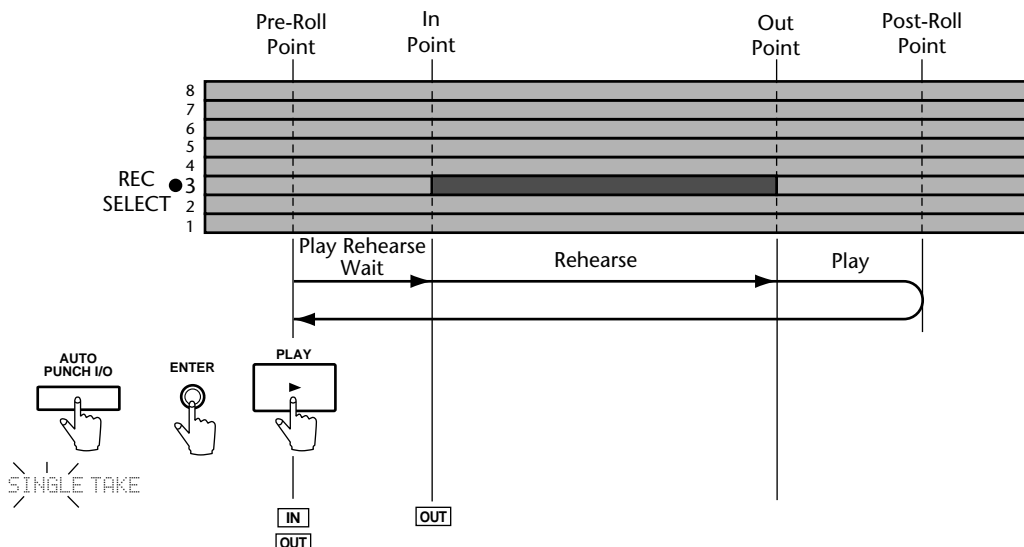 Pre-Roll Point
In Point
Out Point
Post-Roll Point
8
7
6
5
4
REC SELECT
3
2
1
Play Rehearse Wait
Rehearse
Play
AUTO PUNCH I/O
ENTER
PLAY
SINGLE TAKE
IN
OUT
OUT